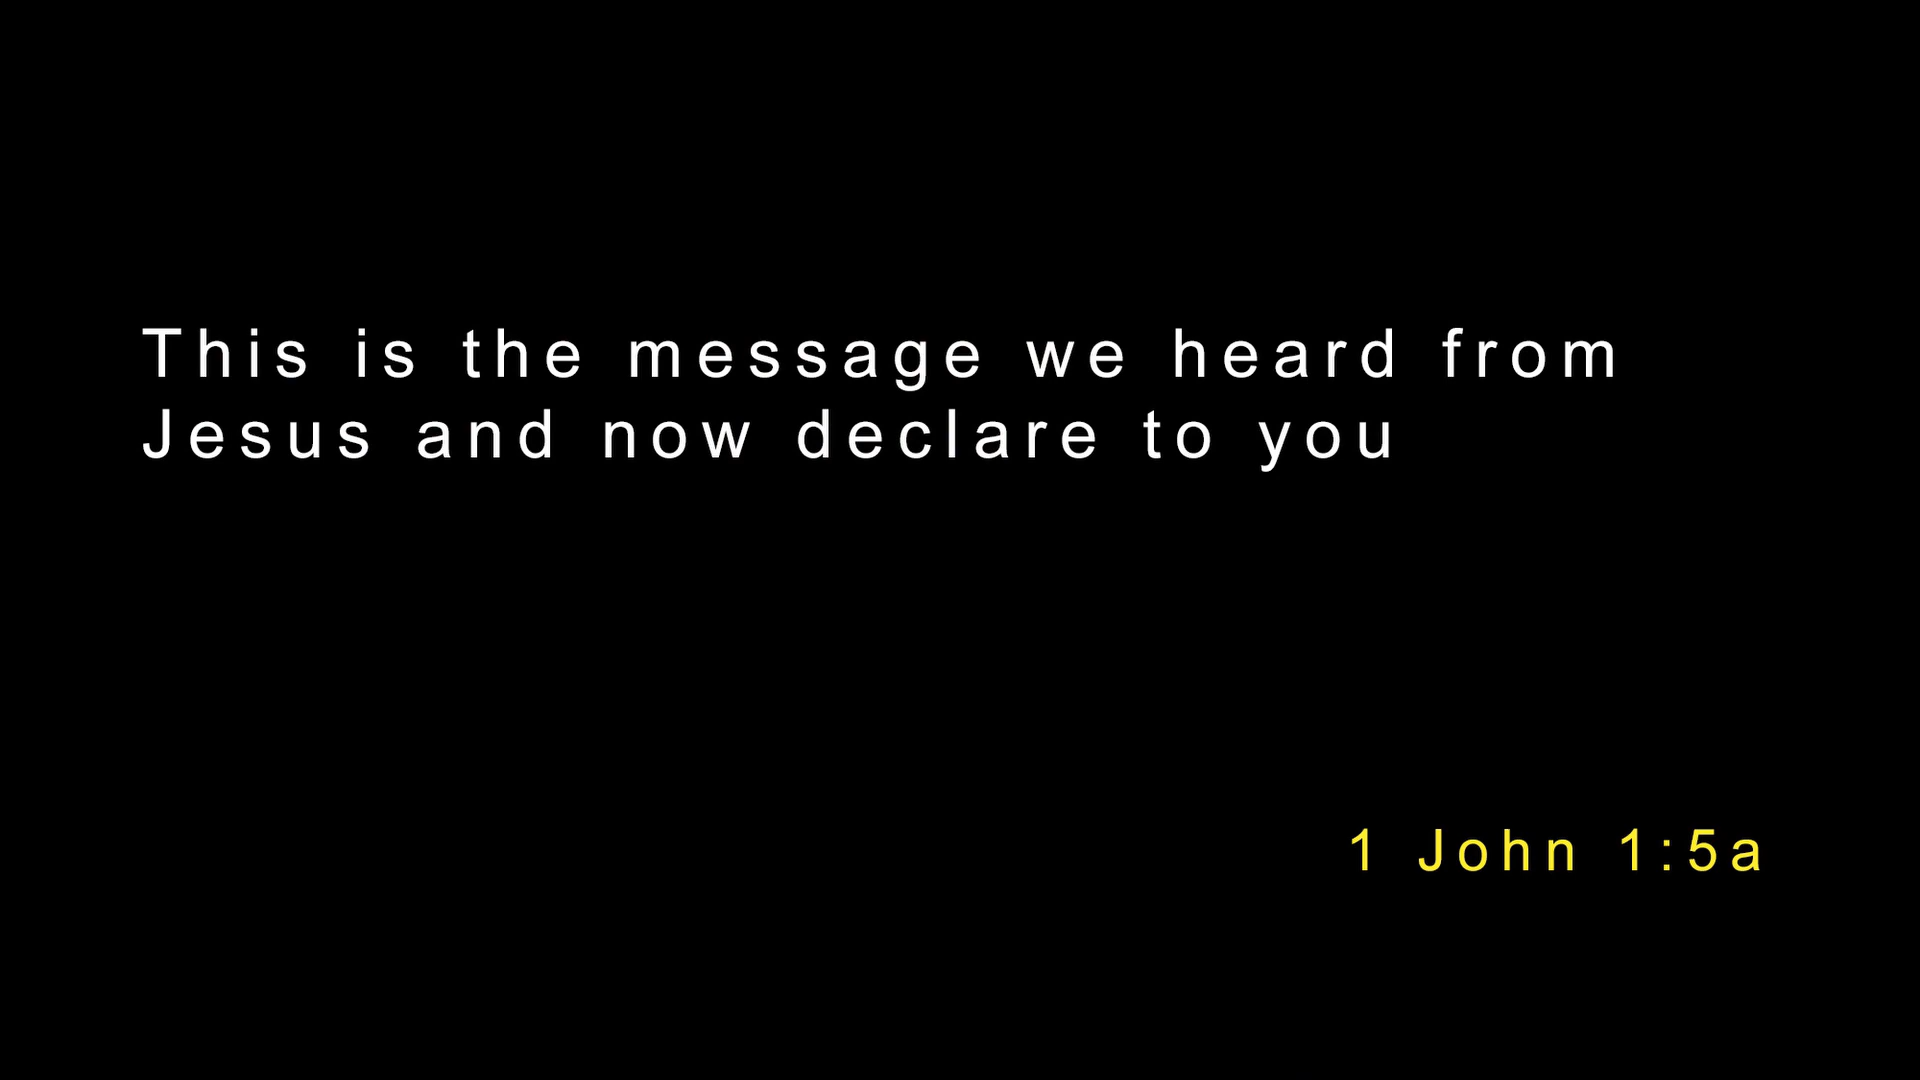 This is the message we heard from
Jesus and now declare to you
1 John 1:5a